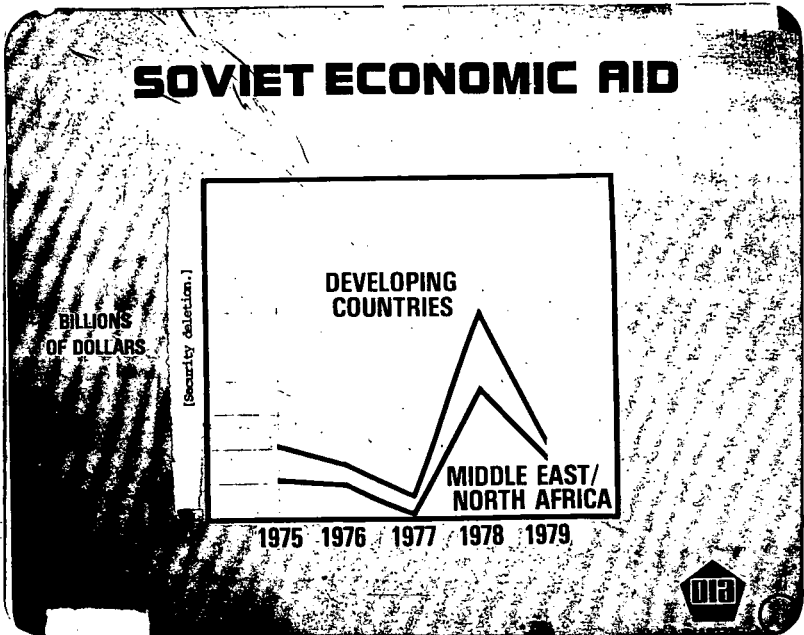 SOVIET ECONOMIC AID
DEVELOPING
COUNTRIES
BILLIONS
OF DOLLARS
[Security deletion.]
MIDDLE EAST/
NORTH AFRICA
1975 1976 1977 1978 1979
DIA